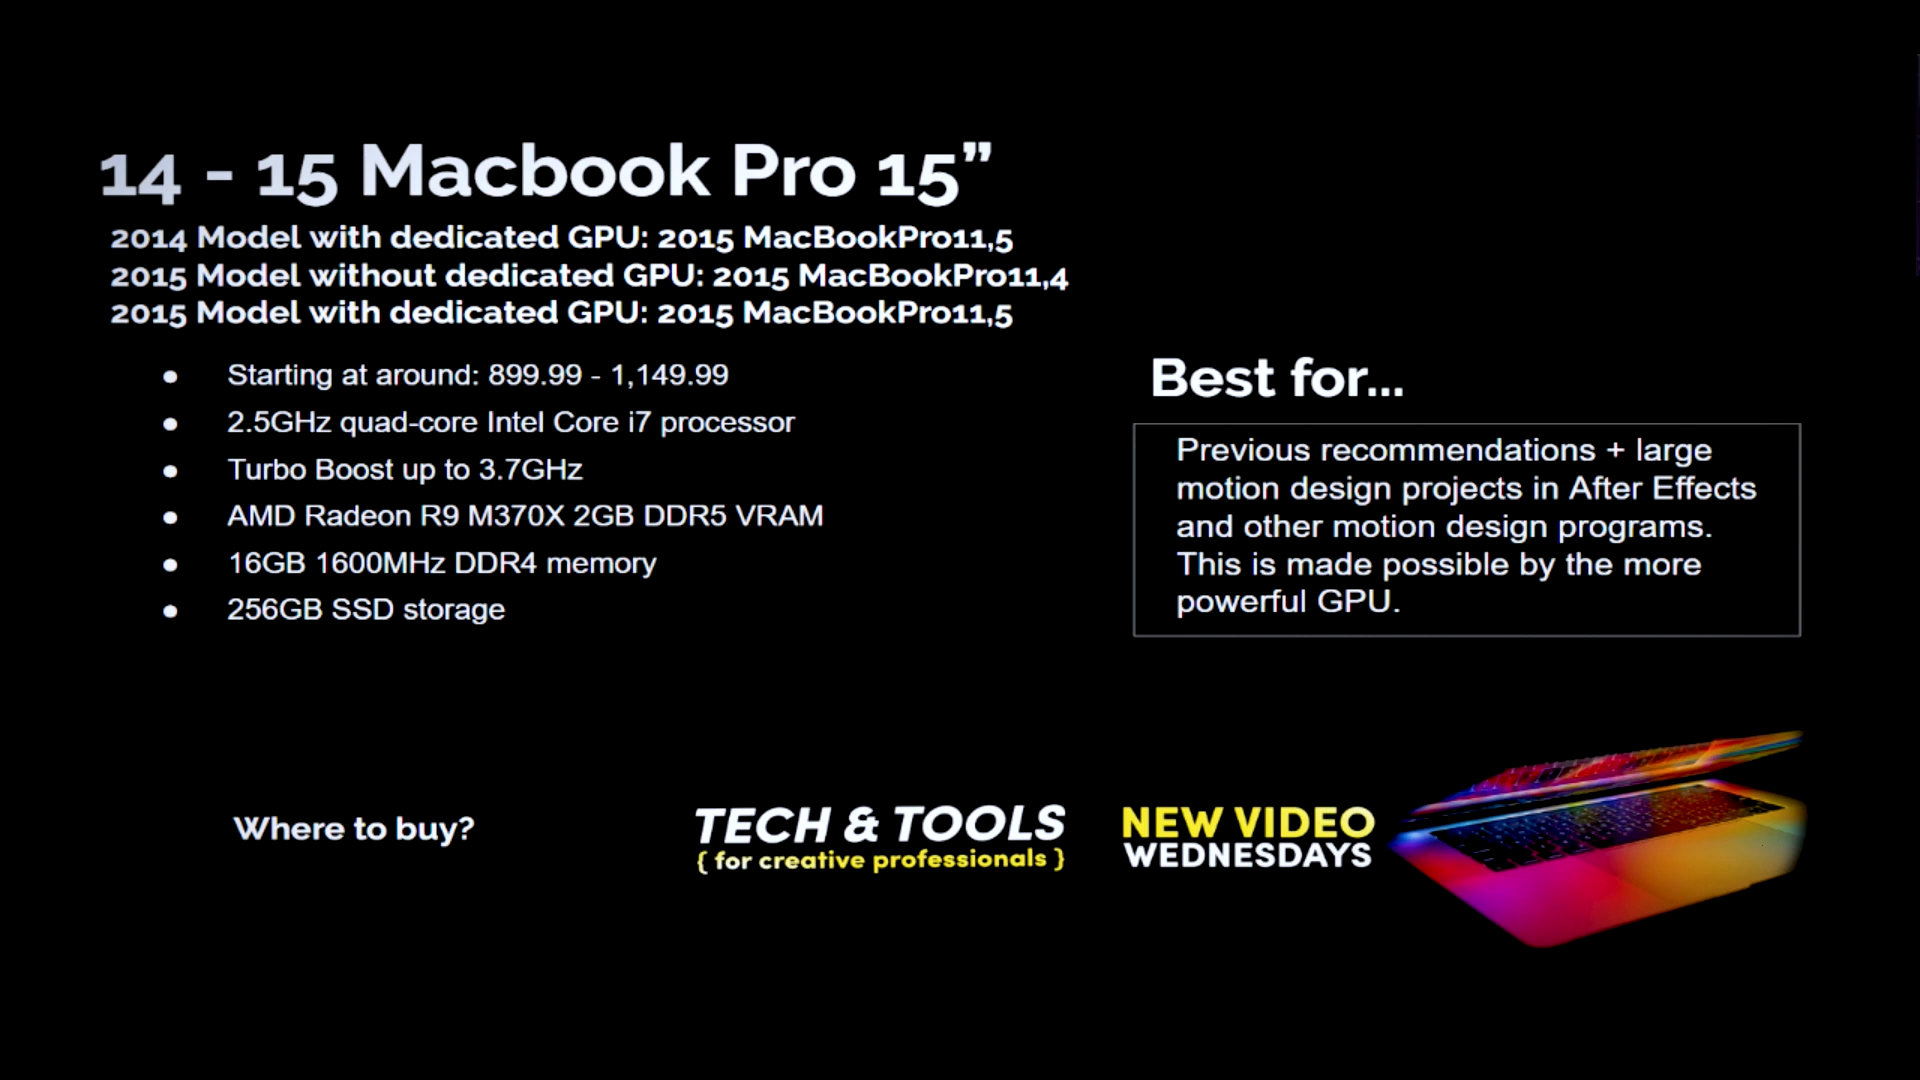 14 - 15 Macbook Pro 15”
2014 Model with dedicated GPU: 2015 MacBookPro11,5
2015 Model without dedicated GPU: 2015 MacBookPro11,4
2015 Model with dedicated GPU: 2015 MacBookPro11,5
● Starting at around: 899.99 - 1,149.99
● 2.5GHz quad-core Intel Core i7 processor
● Turbo Boost up to 3.7GHz
● AMD Radeon R9 M370X 2GB DDR5 VRAM
● 16GB 1600MHz DDR4 memory
● 256GB SSD storage
Best for...
Previous recommendations + large
motion design projects in After Effects
and other motion design programs.
This is made possible by the more
powerful GPU.
Where to buy?
TECH & TOOLS
{ for creative professionals }
NEW VIDEO
WEDNESDAYS